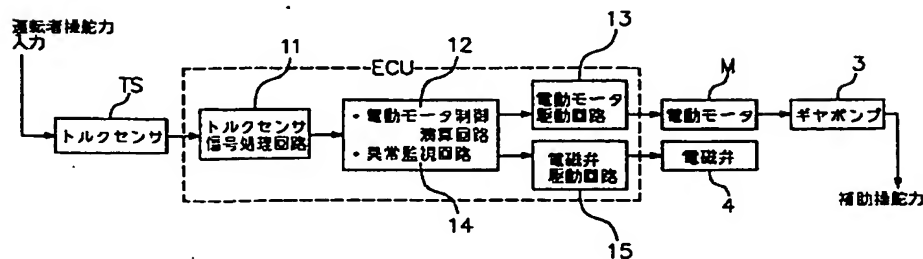 運転者操舵力
入力
TS
トルクセンサ
11
ECU
トルクセンサ
信号処理回路
12
・電動モータ制御
演算回路
・異常監視回路
14
13
電動モータ
駆動回路
電磁弁
駆動回路
15
M
電動モータ
電磁弁
4
3
ギヤポンプ
補助操舵力